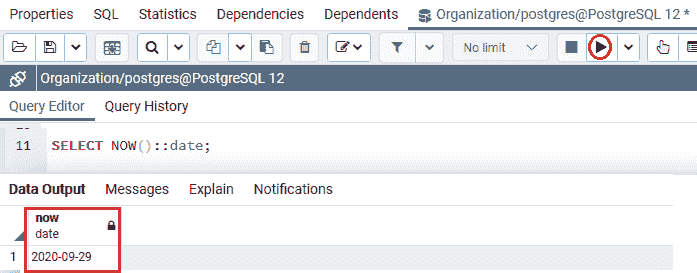 Properties SQL Statistics Dependencies Dependents Organization/postgres@PostgreSQL 12 *
No limit
Organization/postgres@PostgreSQL 12
Query Editor Query History
11 SELECT NOW()::date;
Data Output Messages Explain Notifications
now
date
1 2020-09-29